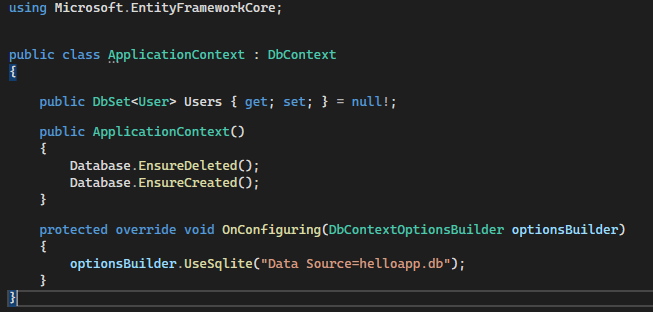 using Microsoft.EntityFrameworkCore;
public class ApplicationContext : DbContext
{
public DbSet<User> Users { get; set; } = null!;
public ApplicationContext()
{
Database.EnsureDeleted();
Database.EnsureCreated();
}
protected override void OnConfiguring(DbContextOptionsBuilder optionsBuilder)
{
optionsBuilder.UseSqlite("Data Source=helloapp.db");
}
}